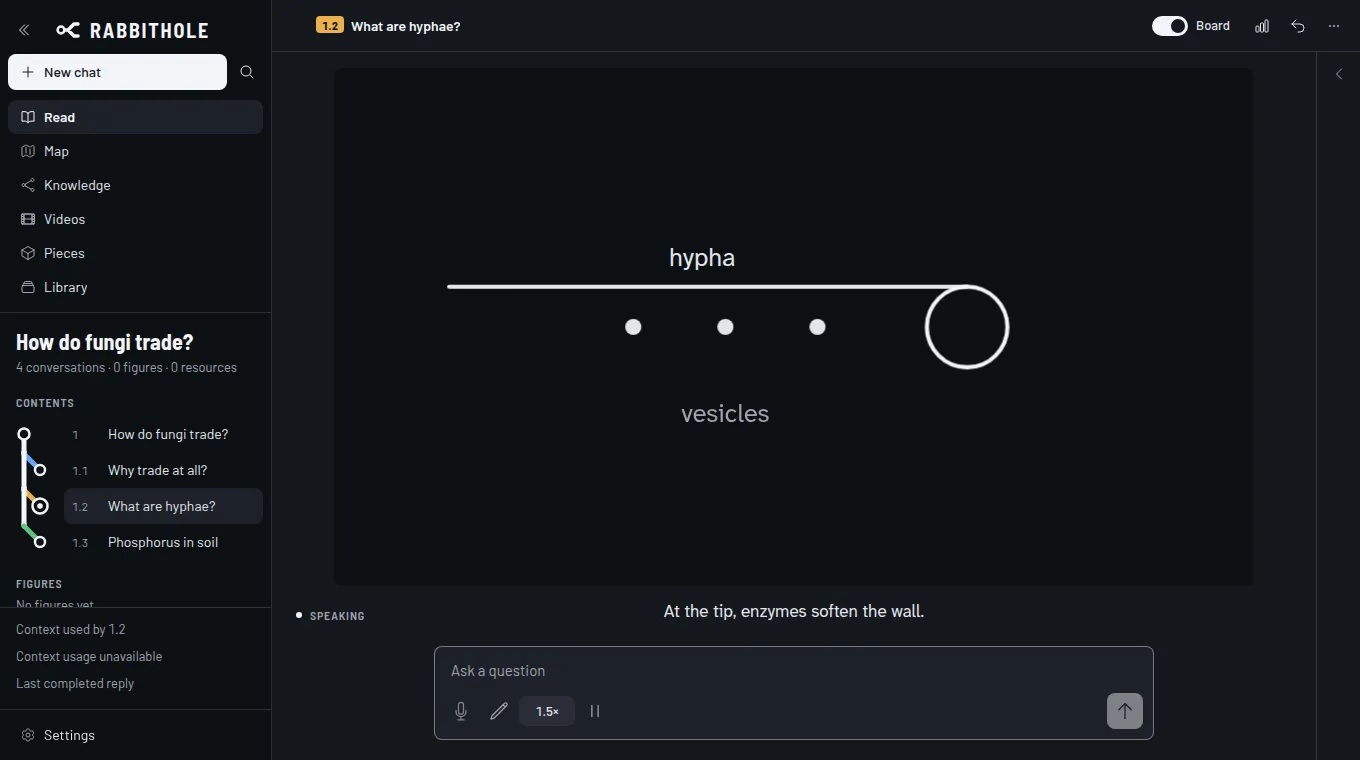 RABBITHOLE
New chat
Read
Map
Knowledge
Videos
Pieces
Library
How do fungi trade?
4 conversations · 0 figures · 0 resources
CONTENTS
1 How do fungi trade?
1.1 Why trade at all?
1.2 What are hyphae?
1.3 Phosphorus in soil
FIGURES
No figures yet
Context used by 1.2
Context usage unavailable
Last completed reply
Settings
1.2 What are hyphae?
Board
hypha
vesicles
SPEAKING
At the tip, enzymes soften the wall.
Ask a question
1.5×